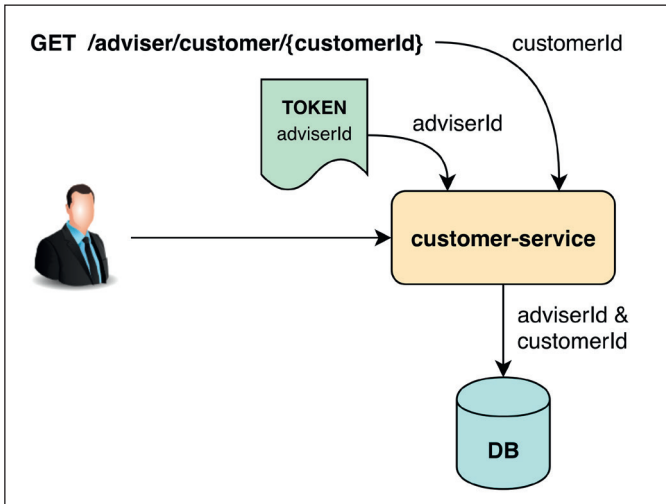 GET /adviser/customer/{customerId}
customerId
TOKEN
adviserId
adviserId
customer-service
adviserId &
customerId
DB